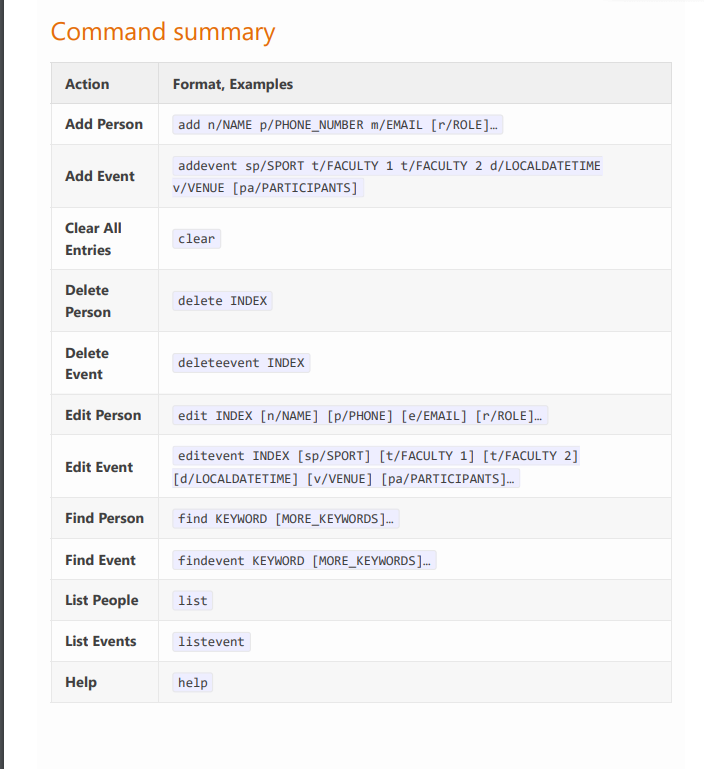 Command summary
Action Format, Examples
Add Person add n/NAME p/PHONE_NUMBER m/EMAIL [r/ROLE]…
Add Event addevent sp/SPORT t/FACULTY 1 t/FACULTY 2 d/LOCALDATETIME
v/VENUE [pa/PARTICIPANTS]
Clear All
Entries
clear
Delete
Person
delete INDEX
Delete
Event
deleteevent INDEX
Edit Person edit INDEX [n/NAME] [p/PHONE] [e/EMAIL] [r/ROLE]…
Edit Event editevent INDEX [sp/SPORT] [t/FACULTY 1] [t/FACULTY 2]
[d/LOCALDATETIME] [v/VENUE] [pa/PARTICIPANTS]…
Find Person find KEYWORD [MORE_KEYWORDS]…
Find Event findevent KEYWORD [MORE_KEYWORDS]…
List People list
List Events listevent
Help help